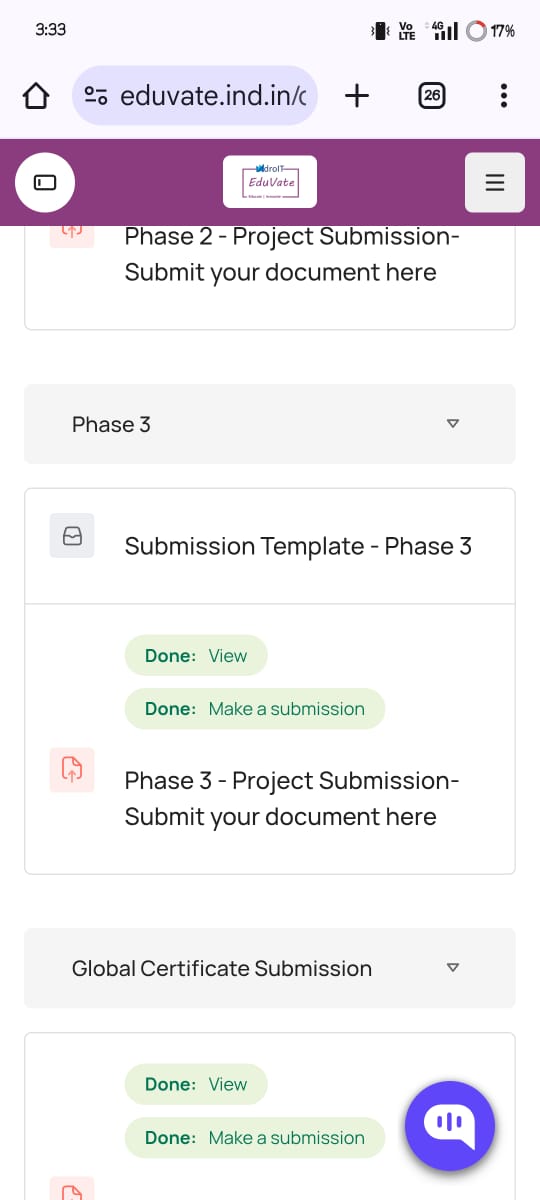 3:33
Vo
LTE
4G
17%
eduvate.ind.in/c
26
EduVate
Phase 2 - Project Submission-
Submit your document here
Phase 3
Submission Template - Phase 3
Done: View
Done: Make a submission
Phase 3 - Project Submission-
Submit your document here
Global Certificate Submission
Done: View
Done: Make a submission